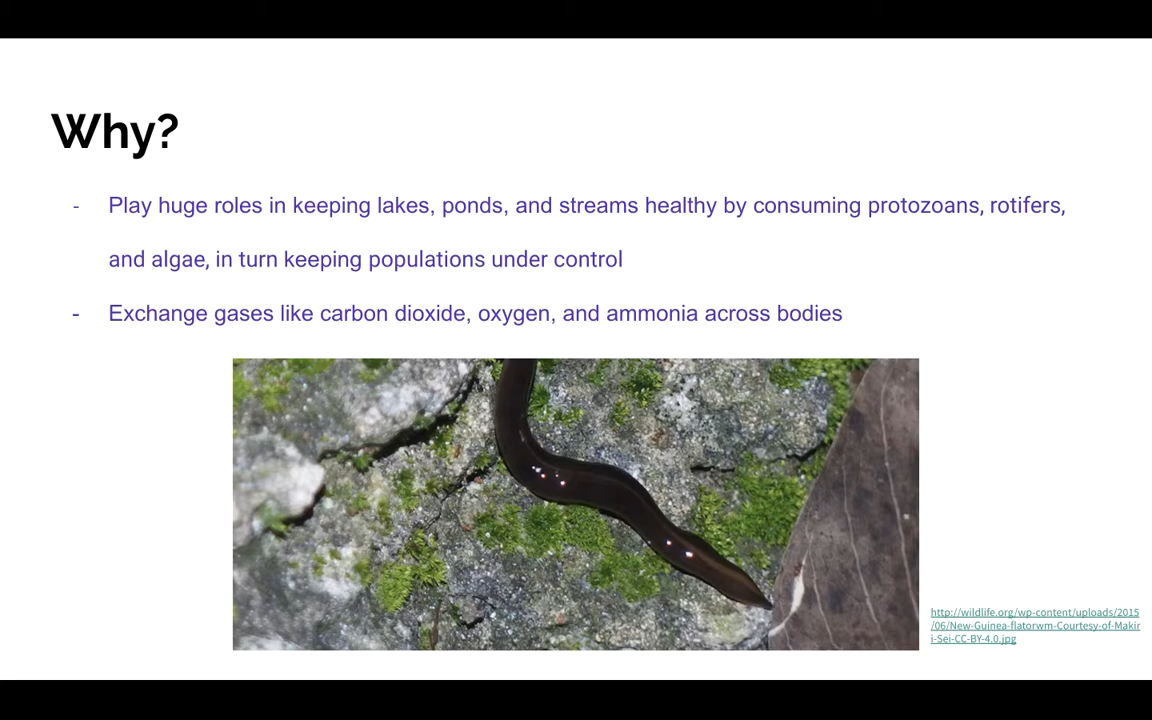 Why?
- Play huge roles in keeping lakes, ponds, and streams healthy by consuming protozoans, rotifers,
and algae, in turn keeping populations under control
- Exchange gases like carbon dioxide, oxygen, and ammonia across bodies
http://wildlife.org/wp-content/uploads/2015
/06/New-Guinea-flatorwm-Courtesy-of-Makir
i-Sei-CC-BY-4.0.jpg